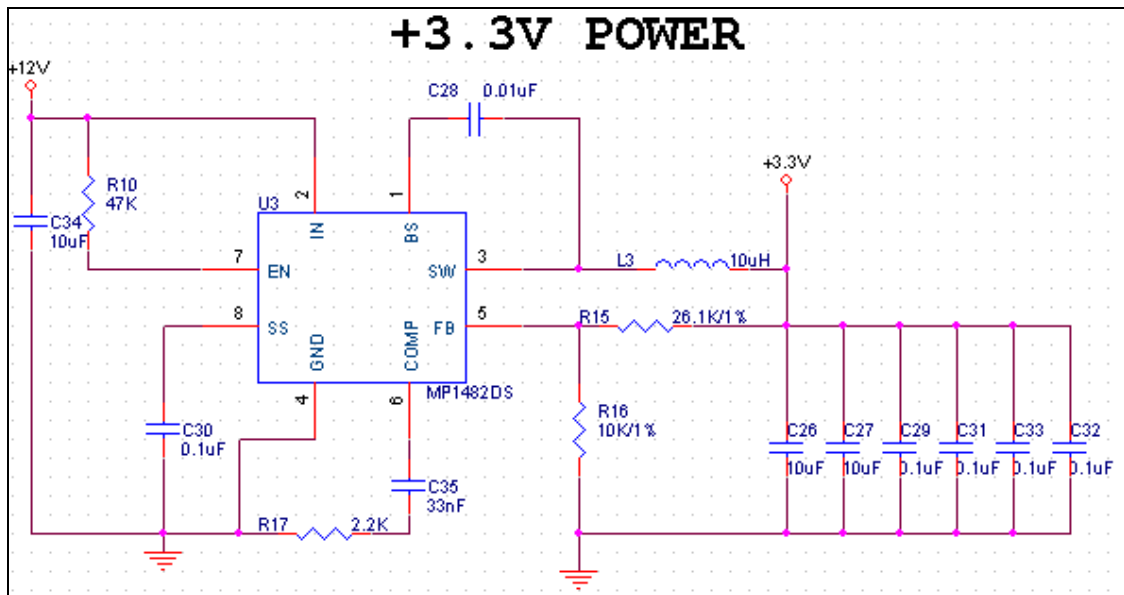 +3.3V POWER
+12V
C28 0.01uF
+3.3V
R10
47K
2
1
U3
C34
10uF
IN
BS
7
EN
SW
3
L3
10uH
8
SS
FB
5
R15
26.1K/1%
GND
COMP
MP1482DS
4
6
R16
10K/1%
C30
0.1uF
C26
10uF
C27
10uF
C29
0.1uF
C31
0.1uF
C33
0.1uF
C32
0.1uF
C35
33nF
R17
2.2K